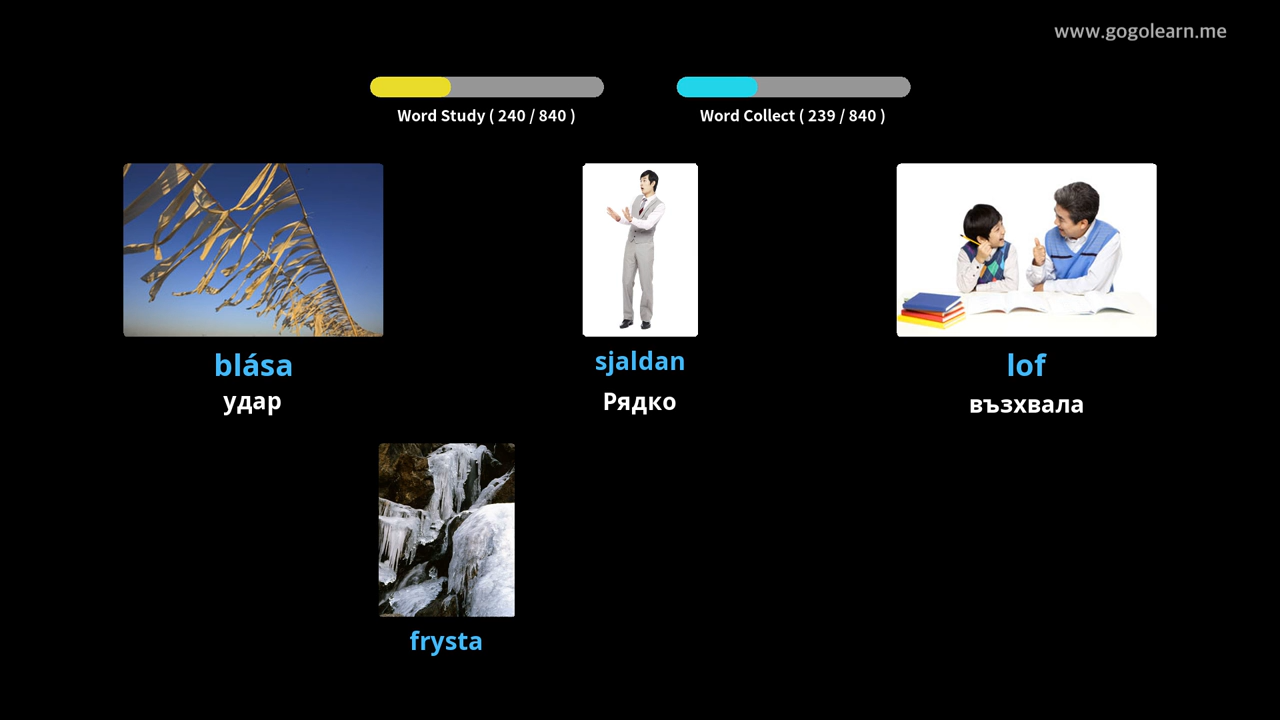 www.gogolearn.me
Word Study ( 240 / 840 )
Word Collect ( 239 / 840 )
blása
удар
sjaldan
Рядко
lof
възхвала
frysta